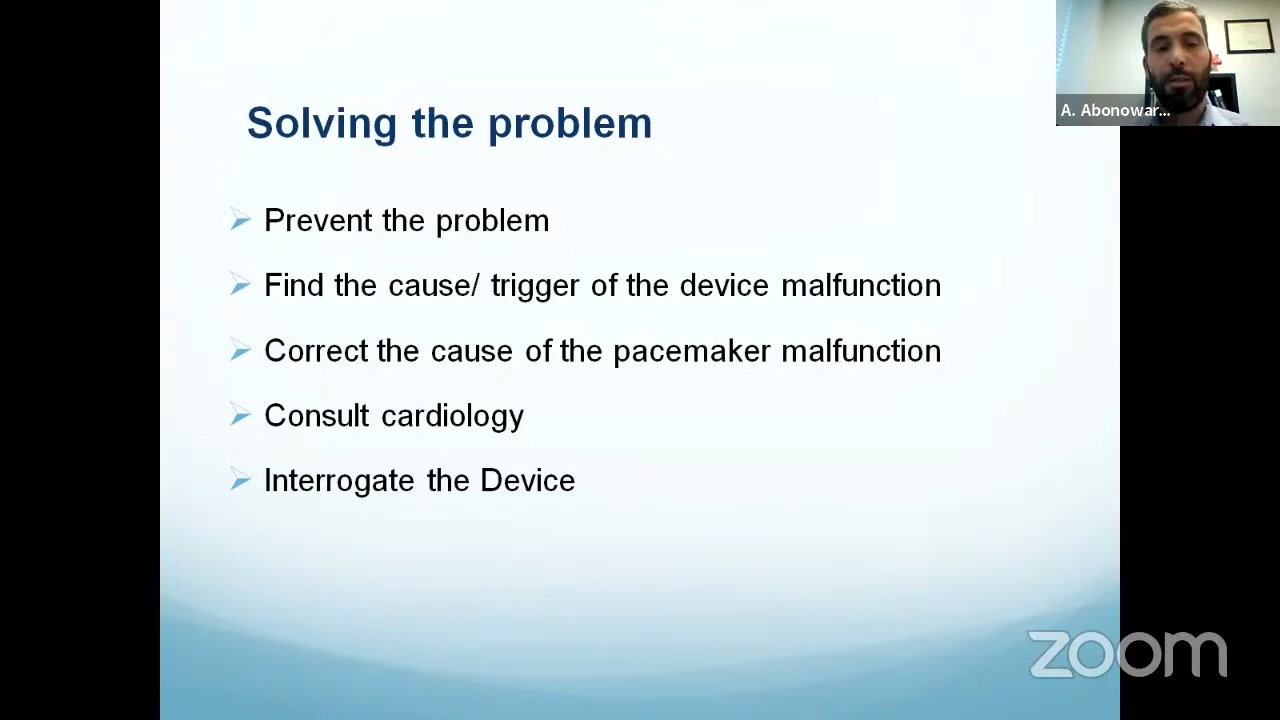 Solving the problem
Prevent the problem
Find the cause/ trigger of the device malfunction
Correct the cause of the pacemaker malfunction
Consult cardiology
Interrogate the Device
A. Abonowar...
zoom